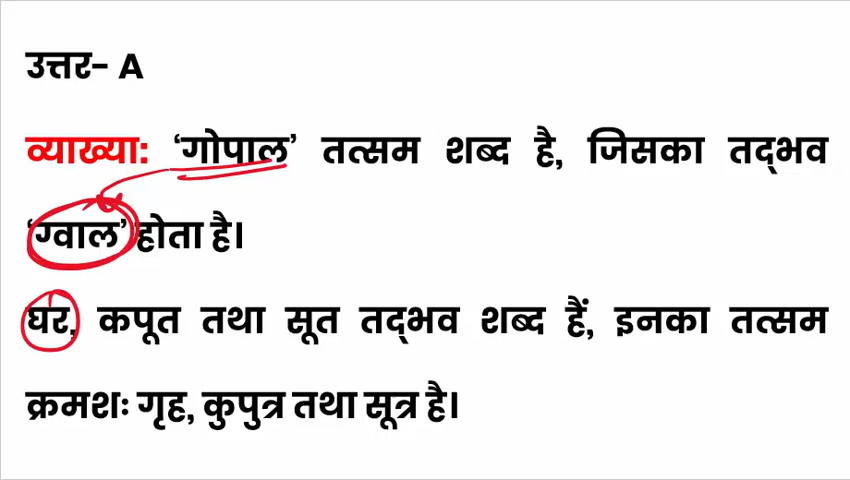 उत्तर- A
व्याख्या: ‘गोपाल’ तत्सम शब्द है, जिसका तद्भव
‘ग्वाल’ होता है।
घर, कपूत तथा सूत तद्भव शब्द हैं, इनका तत्सम
क्रमशः गृह, कुपुत्र तथा सूत्र है।